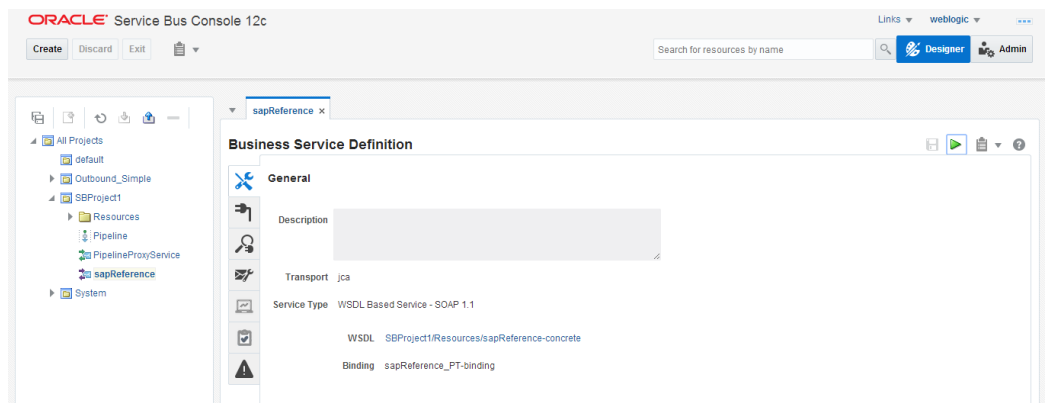 ORACLE® Service Bus Console 12c
Links weblogic
Create Discard Exit
Search for resources by name
Designer Admin
sapReference ×
All Projects
default
Outbound_Simple
SBProject1
Resources
Pipeline
PipelineProxyService
sapReference
System
Business Service Definition
General
Description
Transport jca
Service Type WSDL Based Service - SOAP 1.1
WSDL SBProject1/Resources/sapReference-concrete
Binding sapReference_PT-binding